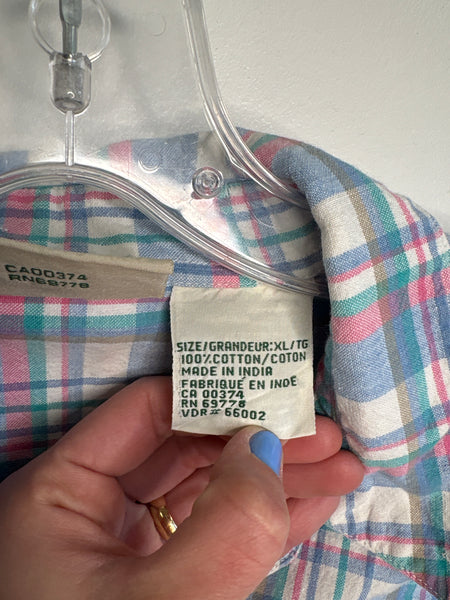 CA00374
RN69778
SIZE/GRANDEUR:XL/TG
100%COTTON/COTON
MADE IN INDIA
FABRIQUÉ EN INDE
CA 00374
RN 69778
VDR# 66002